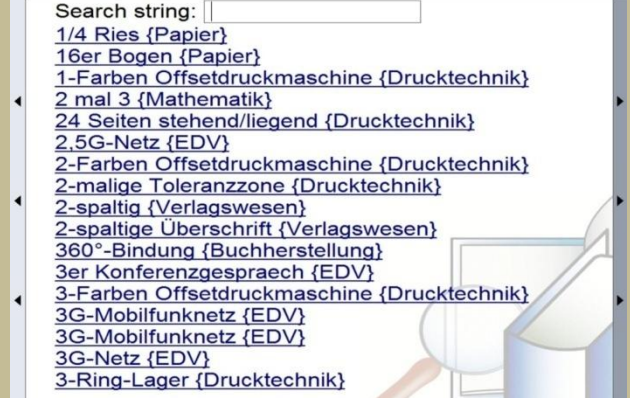 Search string:
1/4 Ries {Papier}
16er Bogen {Papier}
1-Farben Offsetdruckmaschine {Drucktechnik}
2 mal 3 {Mathematik}
24 Seiten stehend/liegend {Drucktechnik}
2,5G-Netz {EDV}
2-Farben Offsetdruckmaschine {Drucktechnik}
2-malige Toleranzzone {Drucktechnik}
2-spaltig {Verlagswesen}
2-spaltige Überschrift {Verlagswesen}
360°-Bindung {Buchherstellung}
3er Konferenzgespraech {EDV}
3-Farben Offsetdruckmaschine {Drucktechnik}
3G-Mobilfunknetz {EDV}
3G-Mobilfunknetz {EDV}
3G-Netz {EDV}
3-Ring-Lager {Drucktechnik}